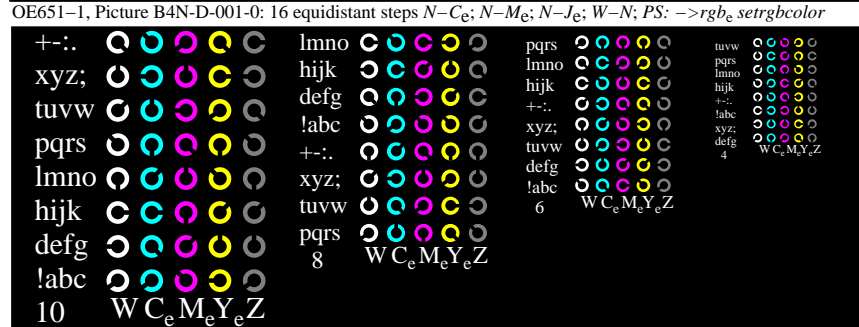 OE651−1, Picture B4N-D-001-0: 16 equidistant steps N−Ce; N−Me; N−Je; W−N; PS: −>rgbe setrgbcolor
+-:.
xyz;
tuvw
pqrs
lmno
hijk
defg
!abc
10 W Ce Me Ye Z
lmno
hijk
defg
!abc
+-:.
xyz;
tuvw
pqrs
8 W Ce Me Ye Z
pqrs
lmno
hijk
+-:.
xyz;
tuvw
defg
!abc
6 W Ce Me Ye Z
tuvw
pqrs
lmno
hijk
+-:.
!abc
xyz;
defg
4 W Ce Me Ye Z